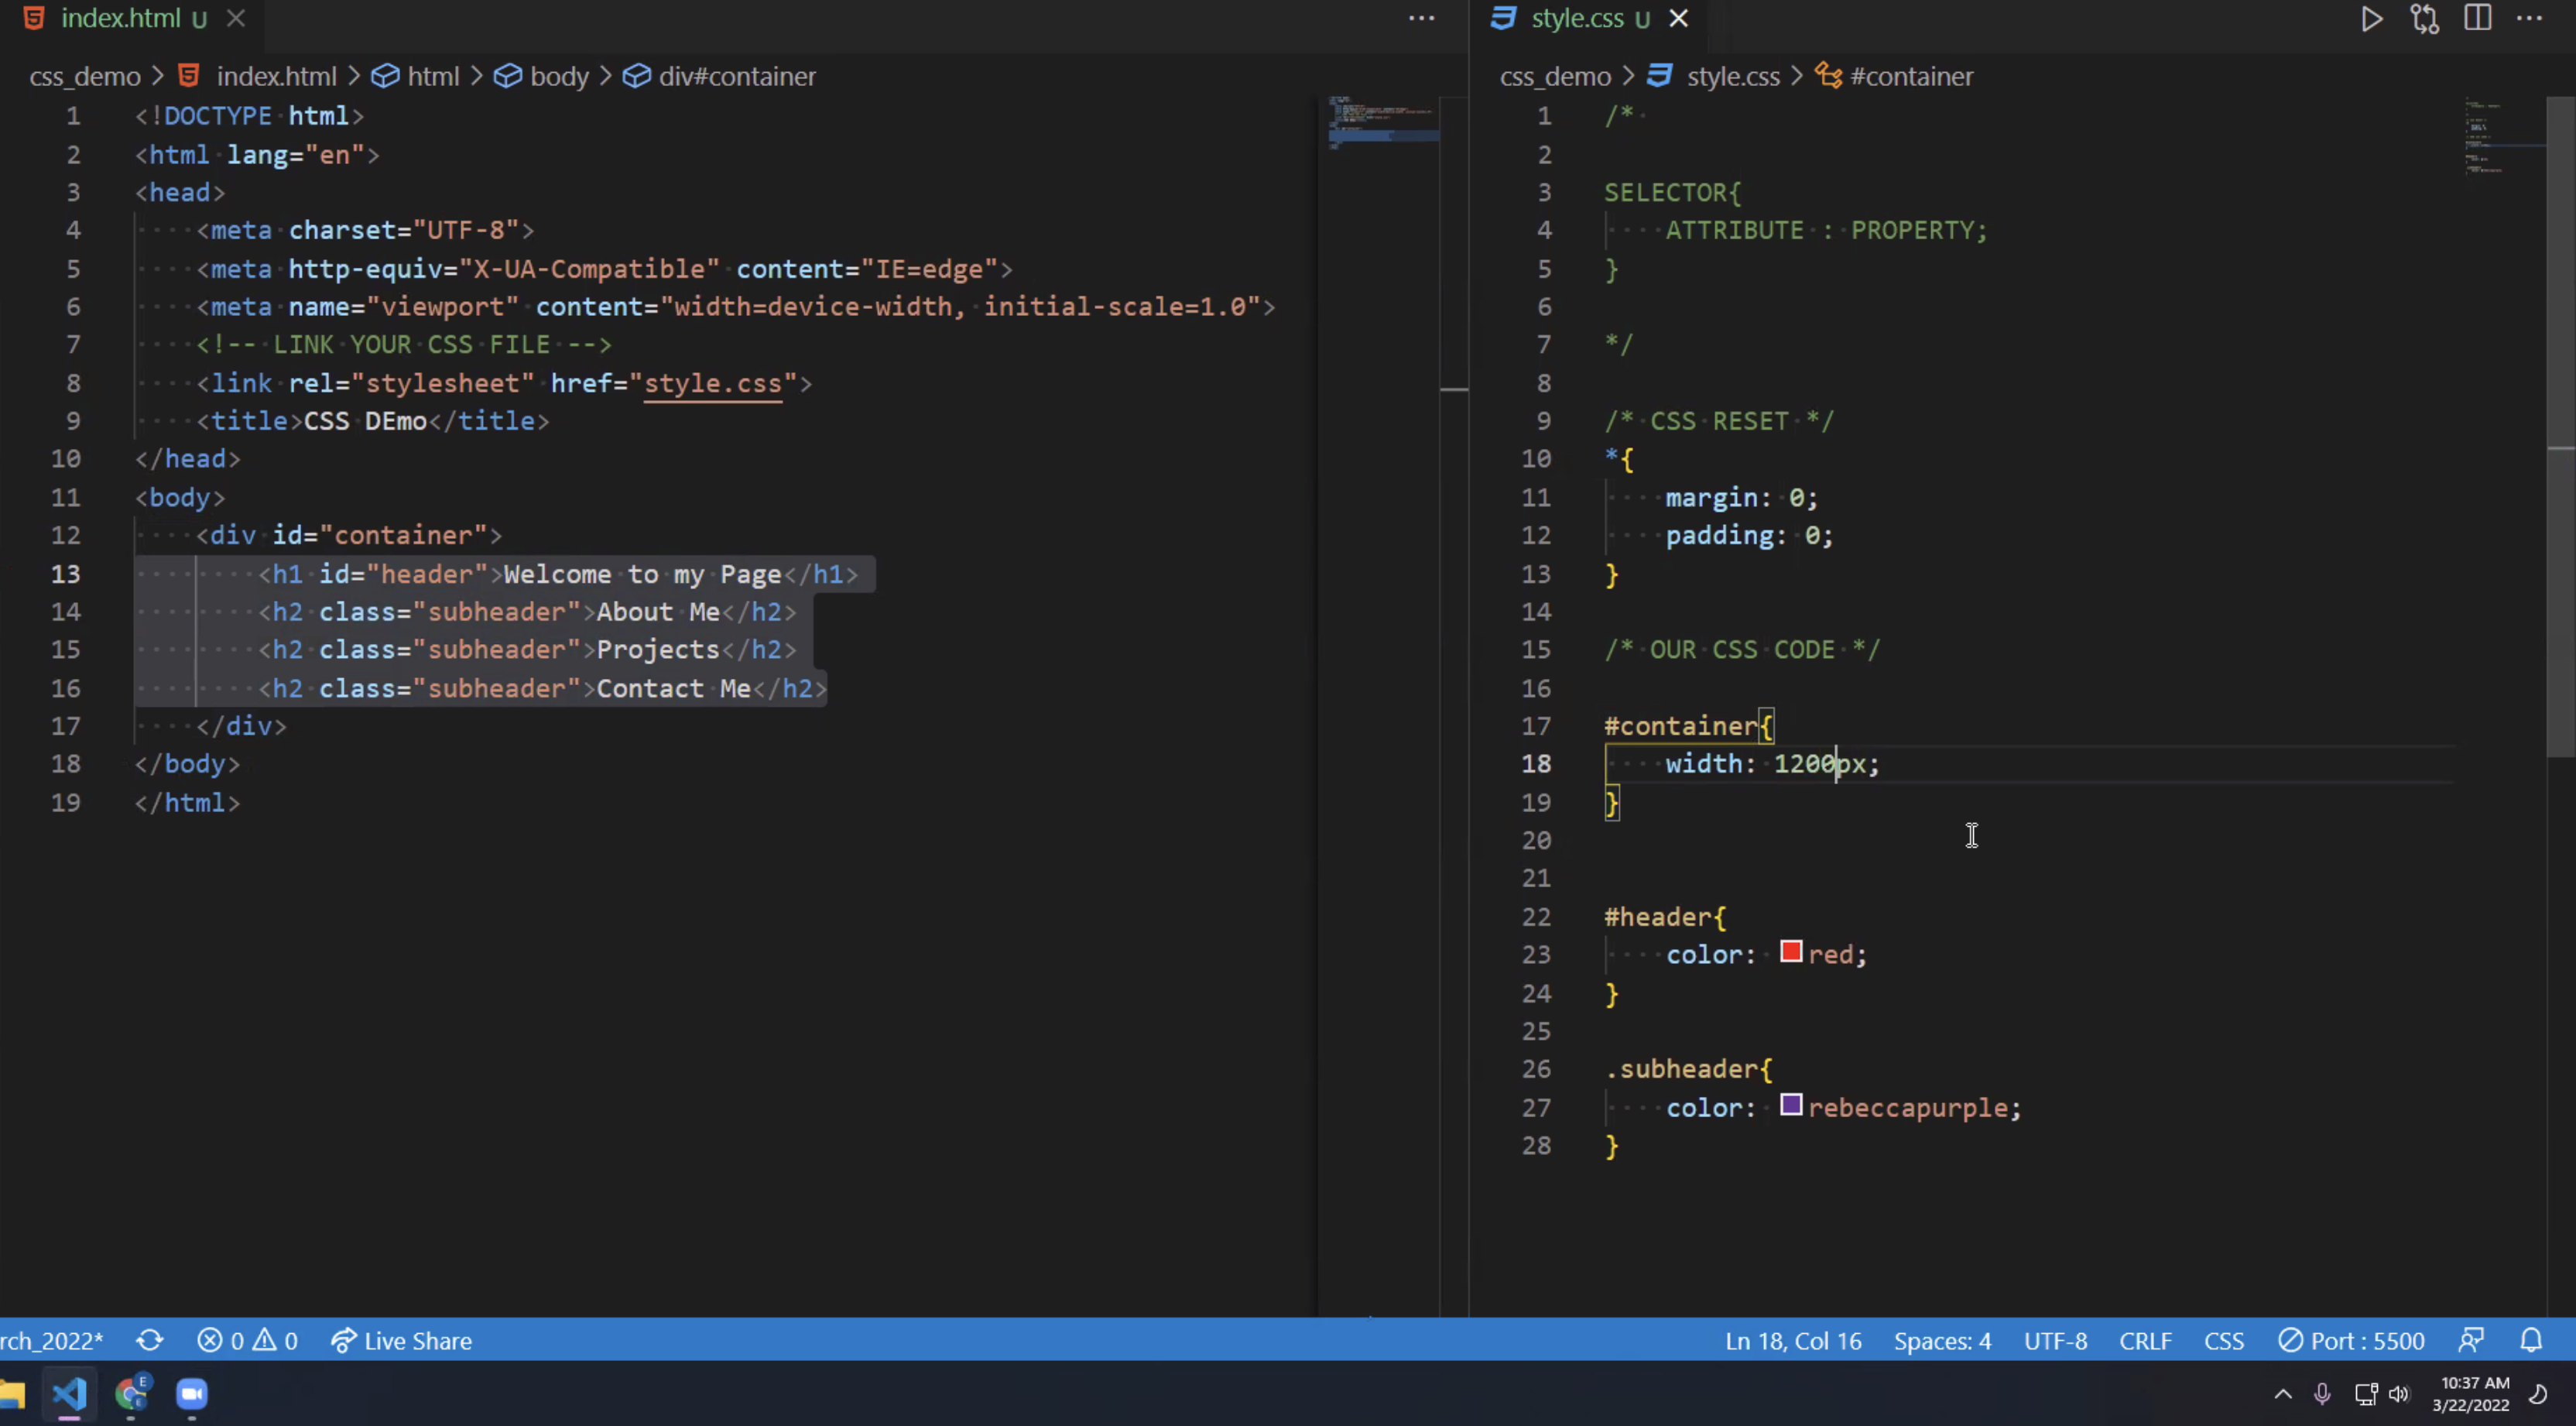 index.html U
css_demo > index.html > html > body > div#container
1 <!DOCTYPE html>
2 <html lang="en">
3 <head>
4 <meta charset="UTF-8">
5 <meta http-equiv="X-UA-Compatible" content="IE=edge">
6 <meta name="viewport" content="width=device-width, initial-scale=1.0">
7 <!-- LINK YOUR CSS FILE -->
8 <link rel="stylesheet" href="style.css">
9 <title>CSS DEmo</title>
10 </head>
11 <body>
12 <div id="container">
13 <h1 id="header">Welcome to my Page</h1>
14 <h2 class="subheader">About Me</h2>
15 <h2 class="subheader">Projects</h2>
16 <h2 class="subheader">Contact Me</h2>
17 </div>
18 </body>
19 </html>
style.css U
css_demo > style.css > #container
1 /*
2
3 SELECTOR{
4 ATTRIBUTE : PROPERTY;
5 }
6
7 */
8
9 /* CSS RESET */
10 *{
11 margin: 0;
12 padding: 0;
13 }
14
15 /* OUR CSS CODE */
16
17 #container{
18 width: 1200px;
19 }
20
21
22 #header{
23 color: red;
24 }
25
26 .subheader{
27 color: rebeccapurple;
28 }
rch_2022* 0 0 Live Share Ln 18, Col 16 Spaces: 4 UTF-8 CRLF CSS Port : 5500
E
E
10:37 AM
3/22/2022